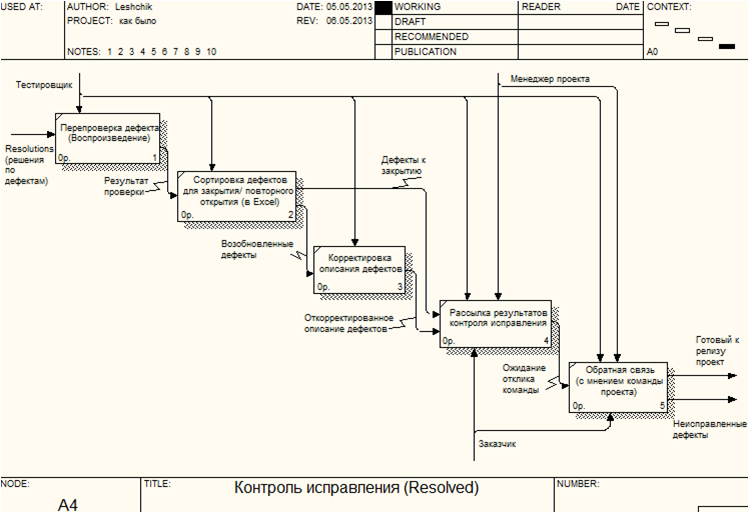 USED AT:
AUTHOR: Leshchik
DATE: 05.05.2013
WORKING
READER
DATE
CONTEXT:
PROJECT: как было
REV: 06.05.2013
DRAFT
RECOMMENDED
NOTES: 1 2 3 4 5 6 7 8 9 10
PUBLICATION
A0
Тестировщик
Менеджер проекта
Перепроверка дефекта
(Воспроизведение)
0р.
1
Resolutions
(решения
по
дефектам)
Результат
проверки
Сортировка дефектов
для закрытия/ повторного
открытия (в Excel)
0р.
2
Дефекты к
закрытию
Возобновленные
дефекты
Корректировка
описания дефектов
0р.
3
Откорректированное
описание дефектов
Рассылка результатов
контроля исправления
0р.
4
Ожидание
отклика
команды
Обратная связь
(с мнением команды
проекта)
0р.
5
Готовый к
релизу
проект
Неисправленные
дефекты
Заказчик
NODE:
TITLE:
NUMBER:
A4
Контроль исправления (Resolved)